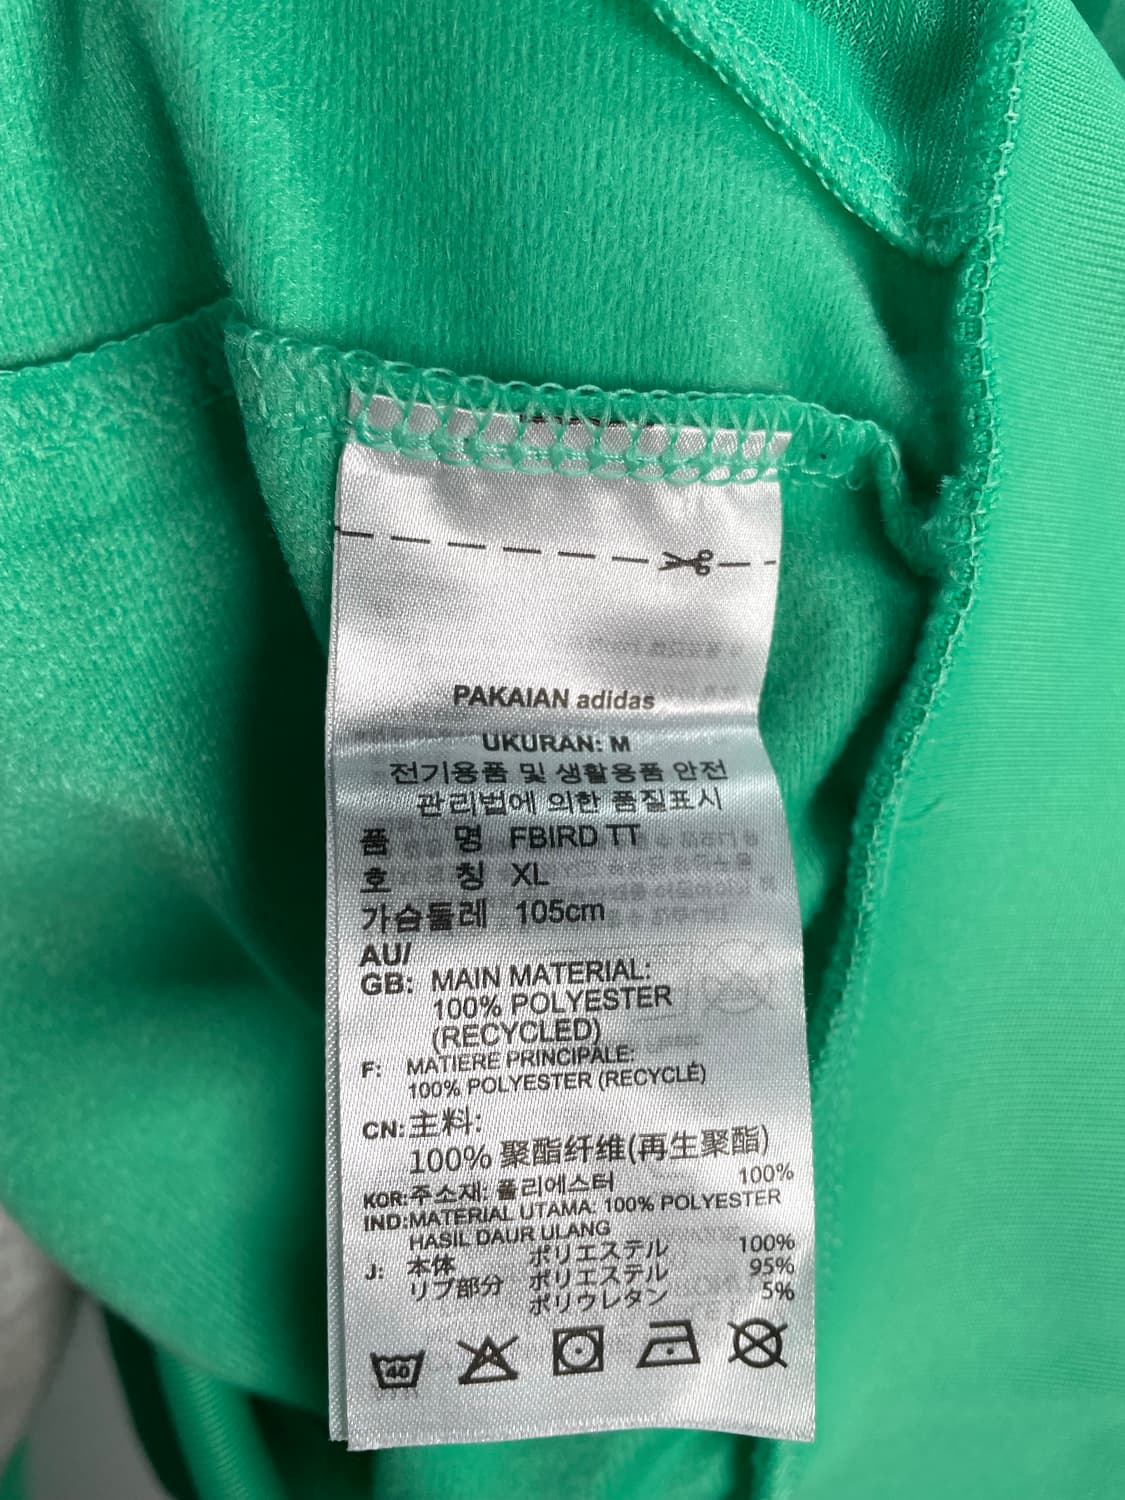 PAKAIAN adidas
UKURAN: M
전기용품 및 생활용품 안전
관리법에 의한 품질표시
품 명 FBIRD TT
호 칭 XL
가슴둘레 105cm
AU/
GB: MAIN MATERIAL:
100% POLYESTER
(RECYCLED)
F: MATIERE PRINCIPALE:
100% POLYESTER (RECYCLÉ)
CN: 主料:
100% 聚酯纤维(再生聚酯)
KOR: 주소재: 폴리에스터 100%
IND: MATERIAL UTAMA: 100% POLYESTER
HASIL DAUR ULANG
J: 本体 ポリエステル 100%
リブ部分 ポリエステル 95%
ポリウレタン 5%
40